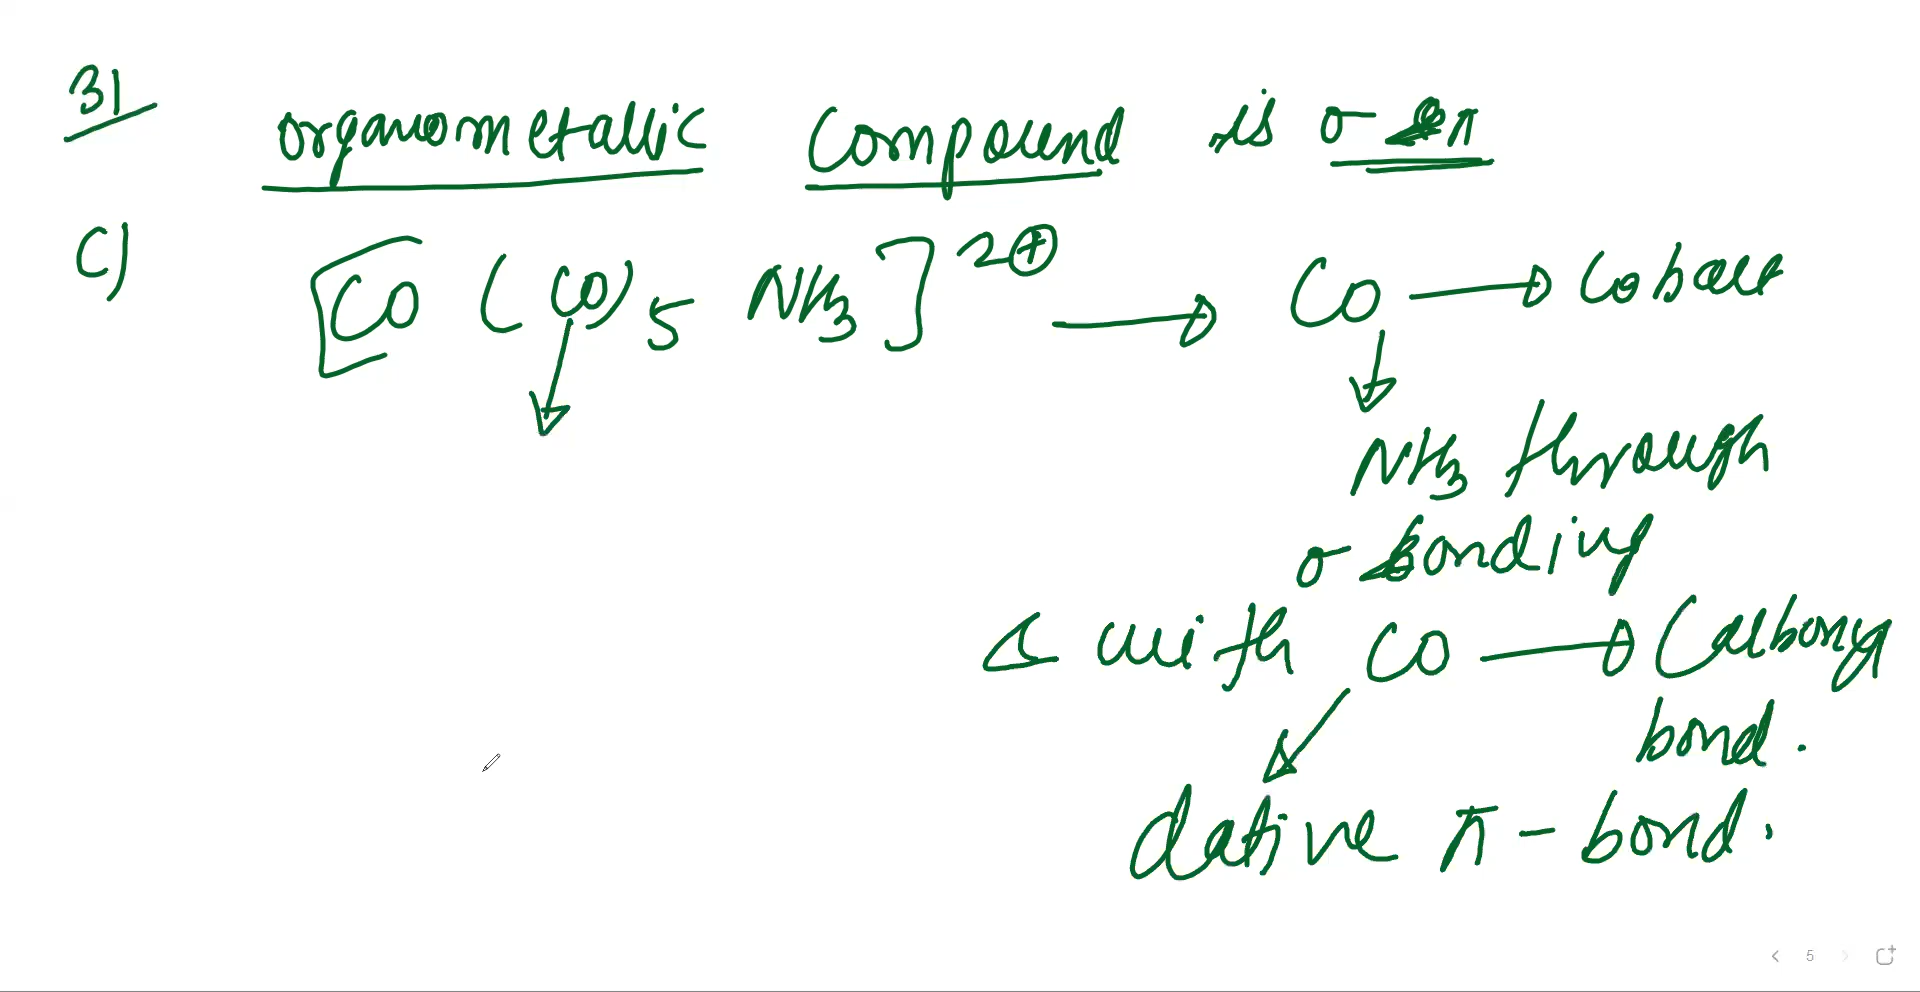 31
organometallic Compound is σ & π
C) [Co (CO)5 NH3]2⊕ → Co → Cobalt
NH3 through
σ bonding
& with CO → Carbonyl
bond.
dative π - bond.
5